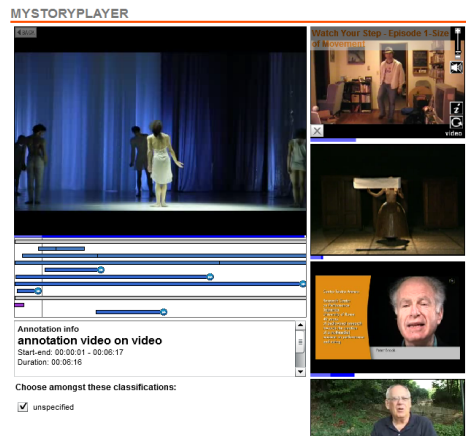 MYSTORYPLAYER
BACK
Watch Your Step - Episode 1-Size
of Movement
video
Annotation info
annotation video on video
Start-end: 00:00:01 - 00:06:17
Duration: 00:06:16
Choose amongst these classifications:
unspecified